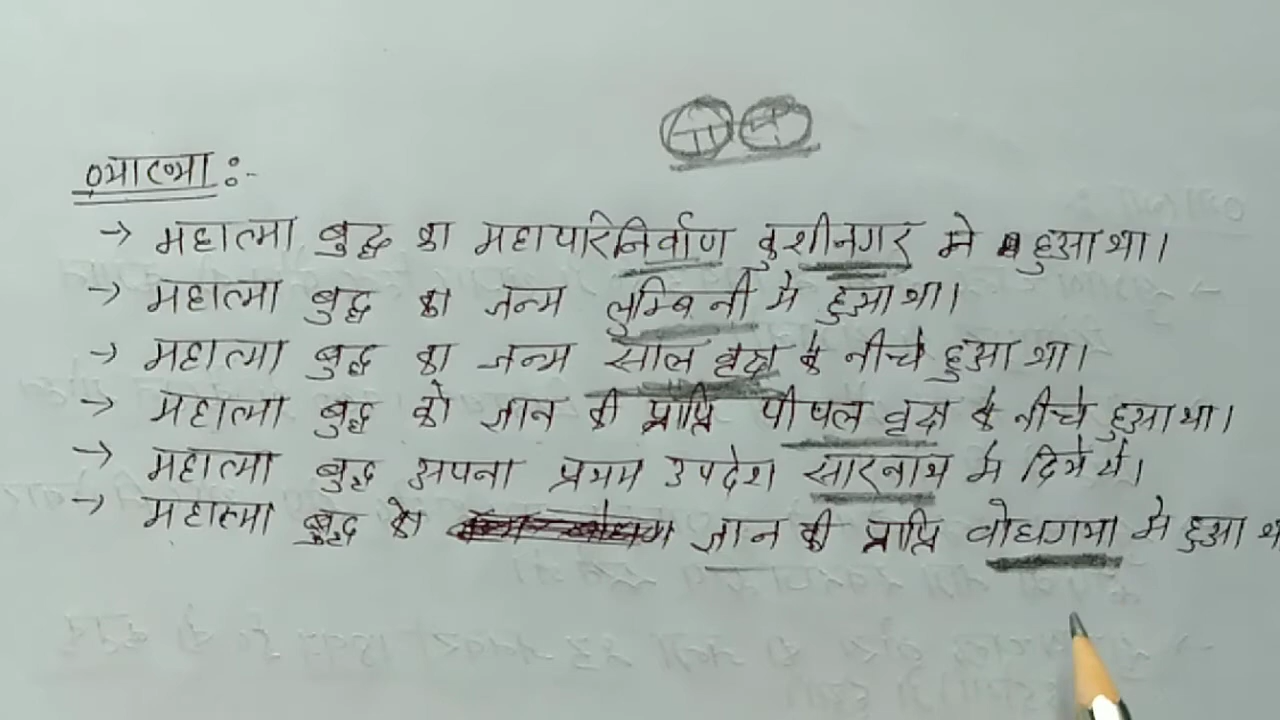 व्याख्या :-
→ महात्मा बुद्ध का महापरिनिर्वाण कुशीनगर मे हुआ था।
→ महात्मा बुद्ध का जन्म लुम्बिनी मे हुआ था।
→ महात्मा बुद्ध का जन्म साल वृक्ष के नीचे हुआ था।
→ महात्मा बुद्ध को ज्ञान की प्राप्ति पीपल वृक्ष के नीचे हुआ था।
→ महात्मा बुद्ध अपना प्रथम उपदेश सारनाथ मे दिये थे।
→ महात्मा बुद्ध को ज्ञान की प्राप्ति वोधगया मे हुआ थ